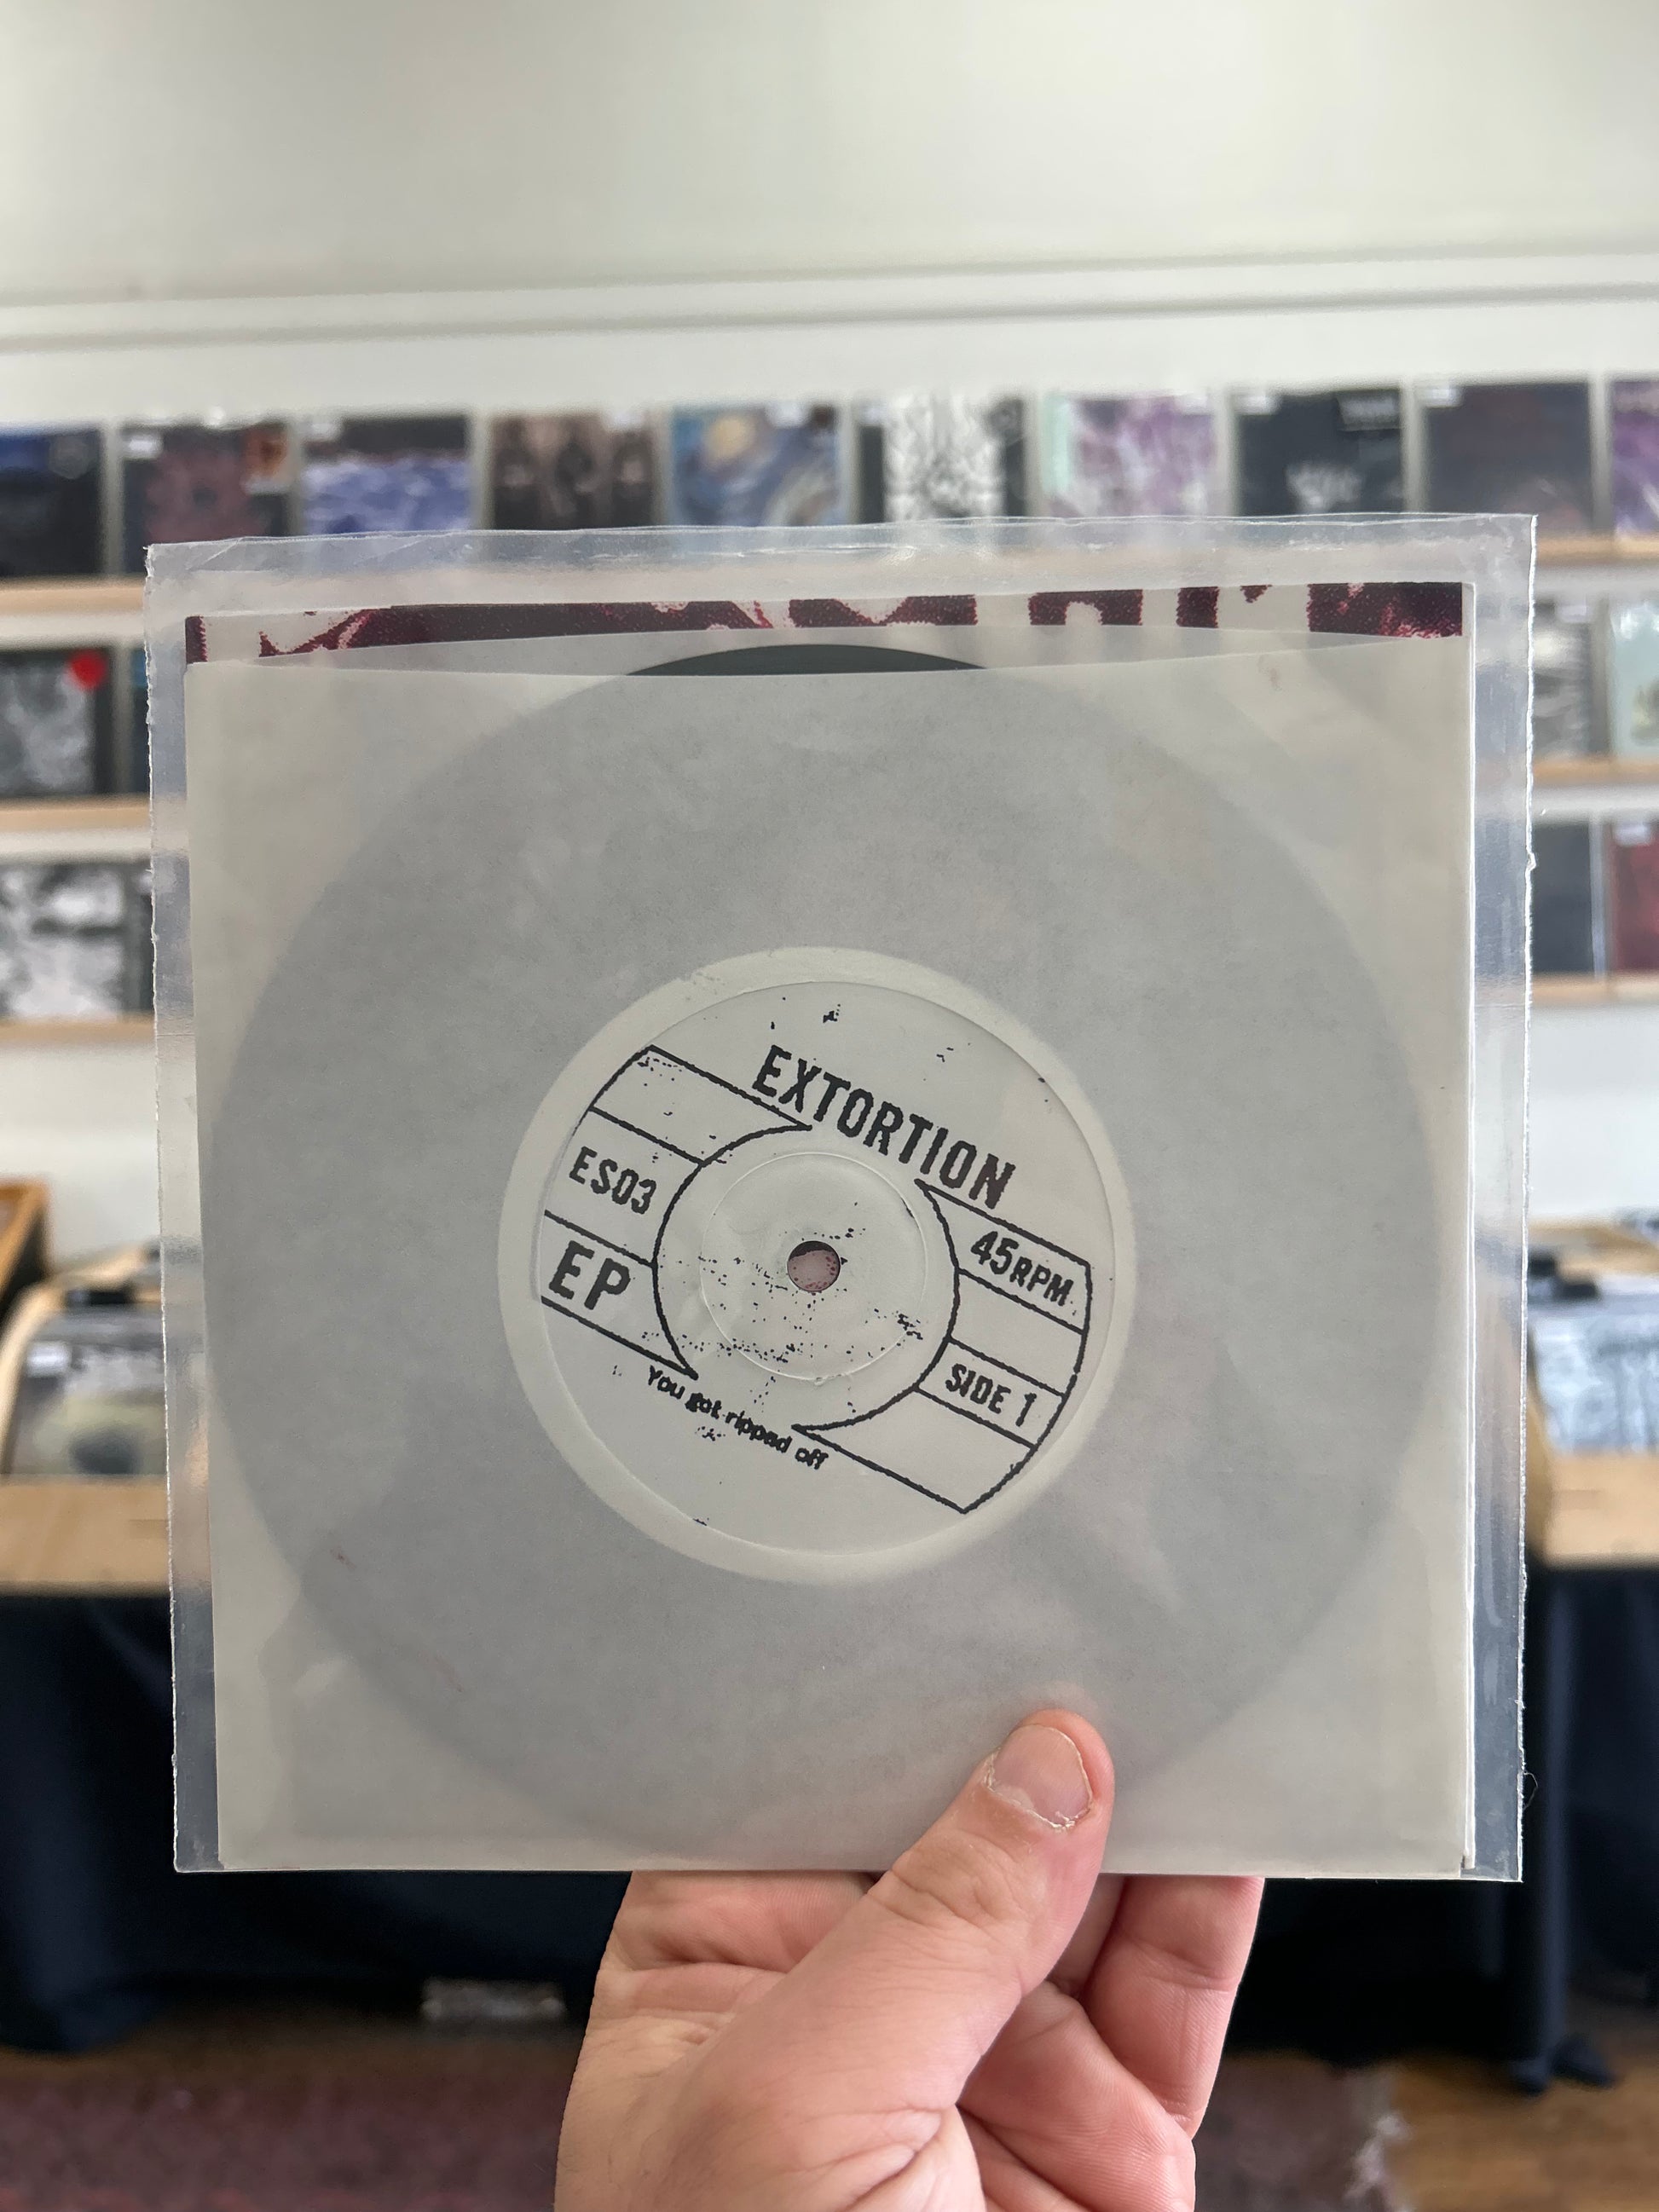 EXTORTION
ES03
45RPM
EP
SIDE 1
You got ripped off